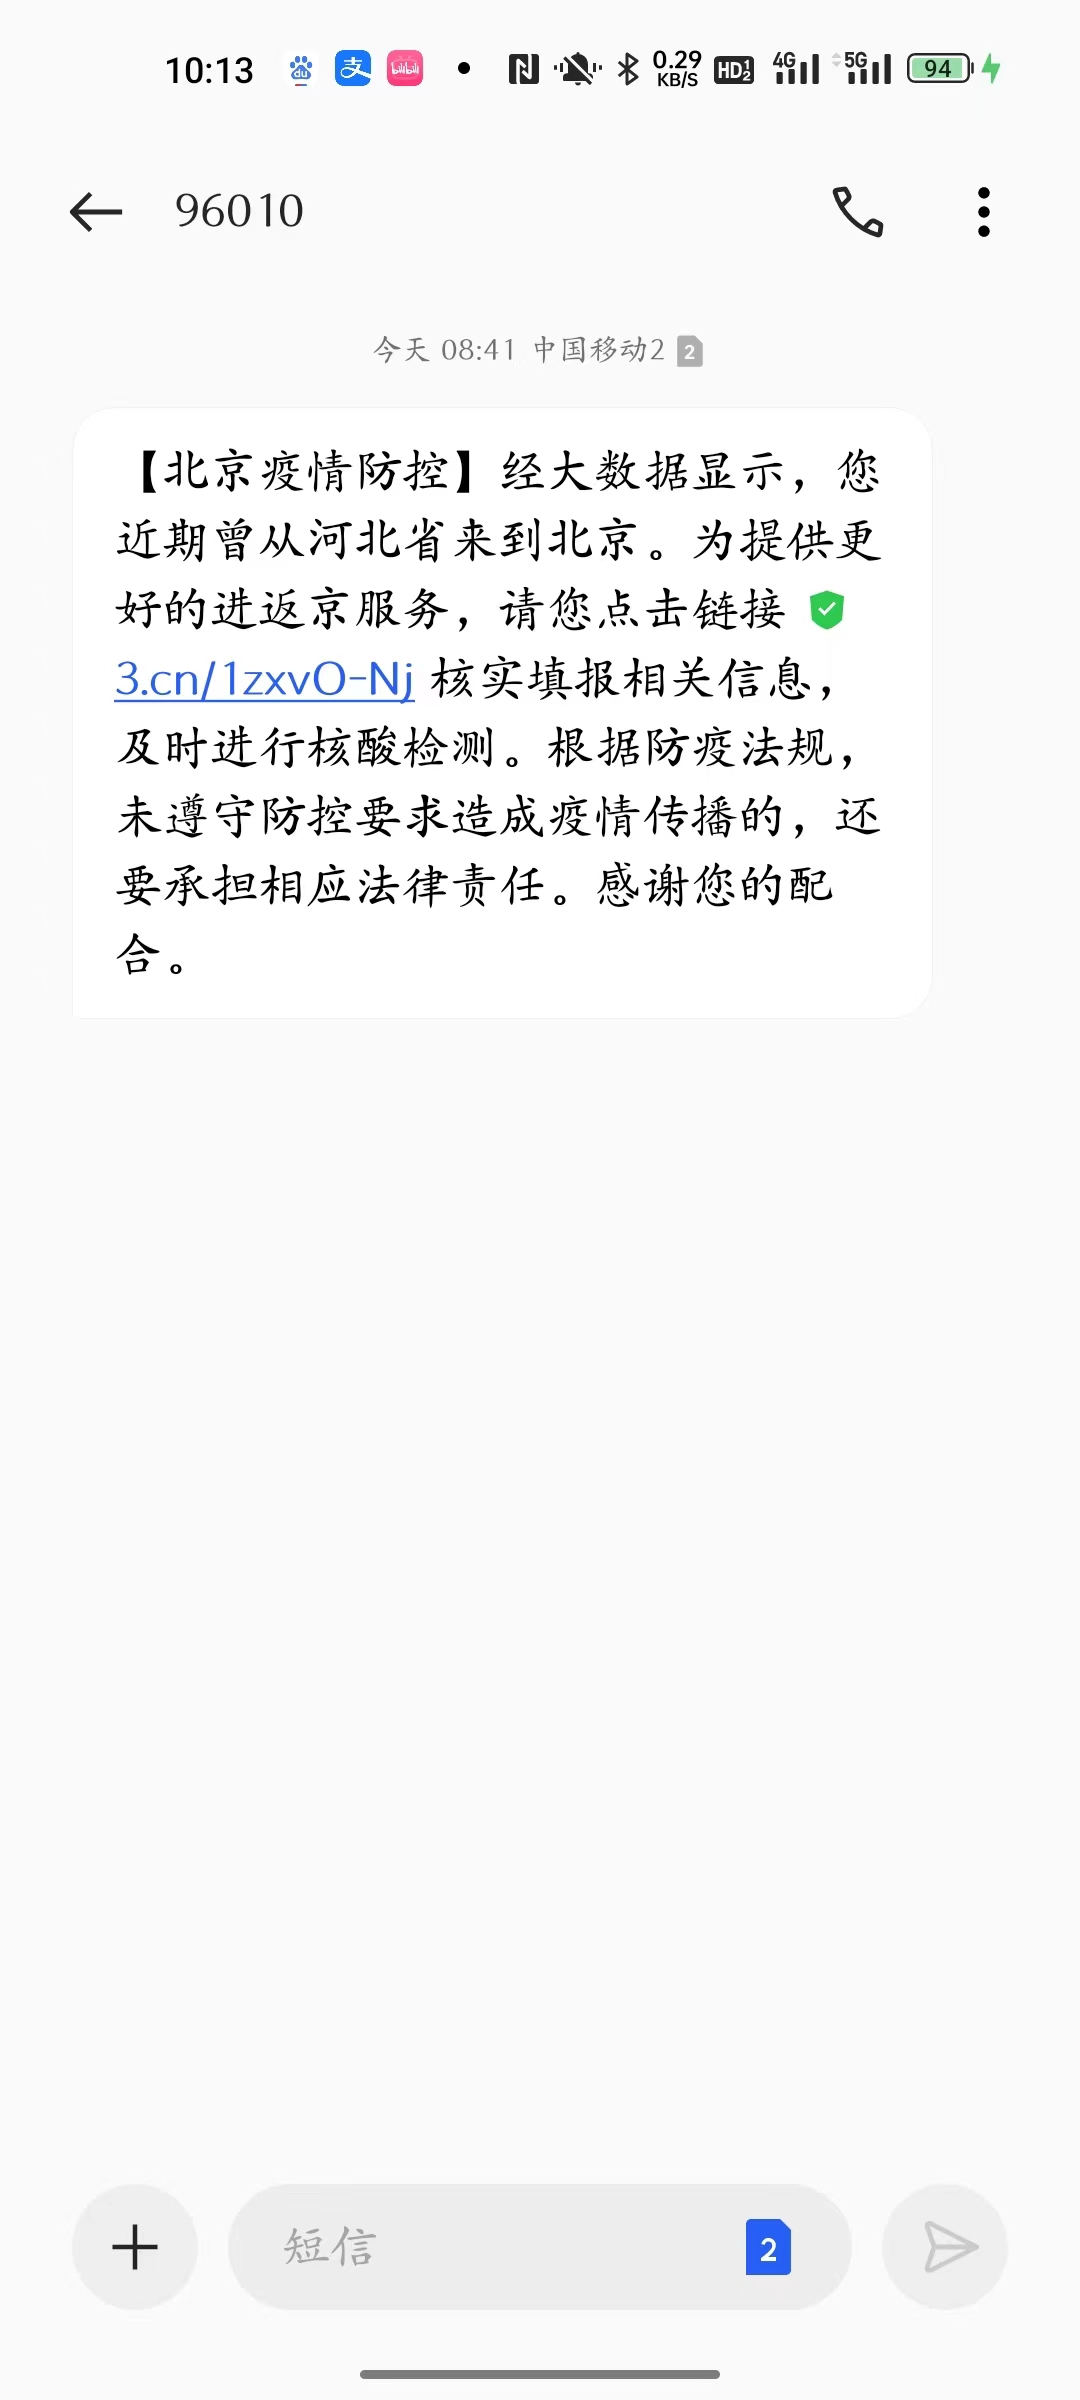 10:13 du 支 bilibili 0.29 KB/S HD 1 2 4G 5G 94
96010
今天 08:41 中国移动2 2
【北京疫情防控】经大数据显示，您
近期曾从河北省来到北京。为提供更
好的进返京服务，请您点击链接
3.cn/1zxvO-Nj 核实填报相关信息，
及时进行核酸检测。根据防疫法规，
未遵守防控要求造成疫情传播的，还
要承担相应法律责任。感谢您的配
合。
短信 2